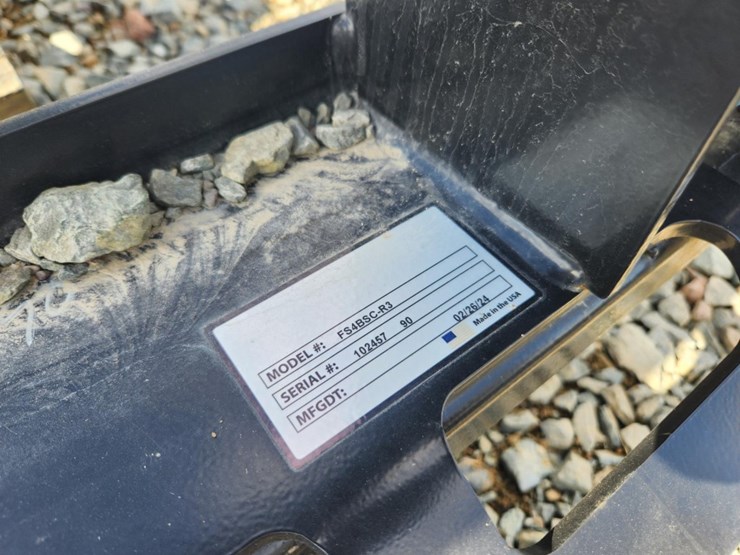 MODEL #: FS4BSC-R3
SERIAL #: 102457 90
MFGDT: 02/26/24
Made in the USA